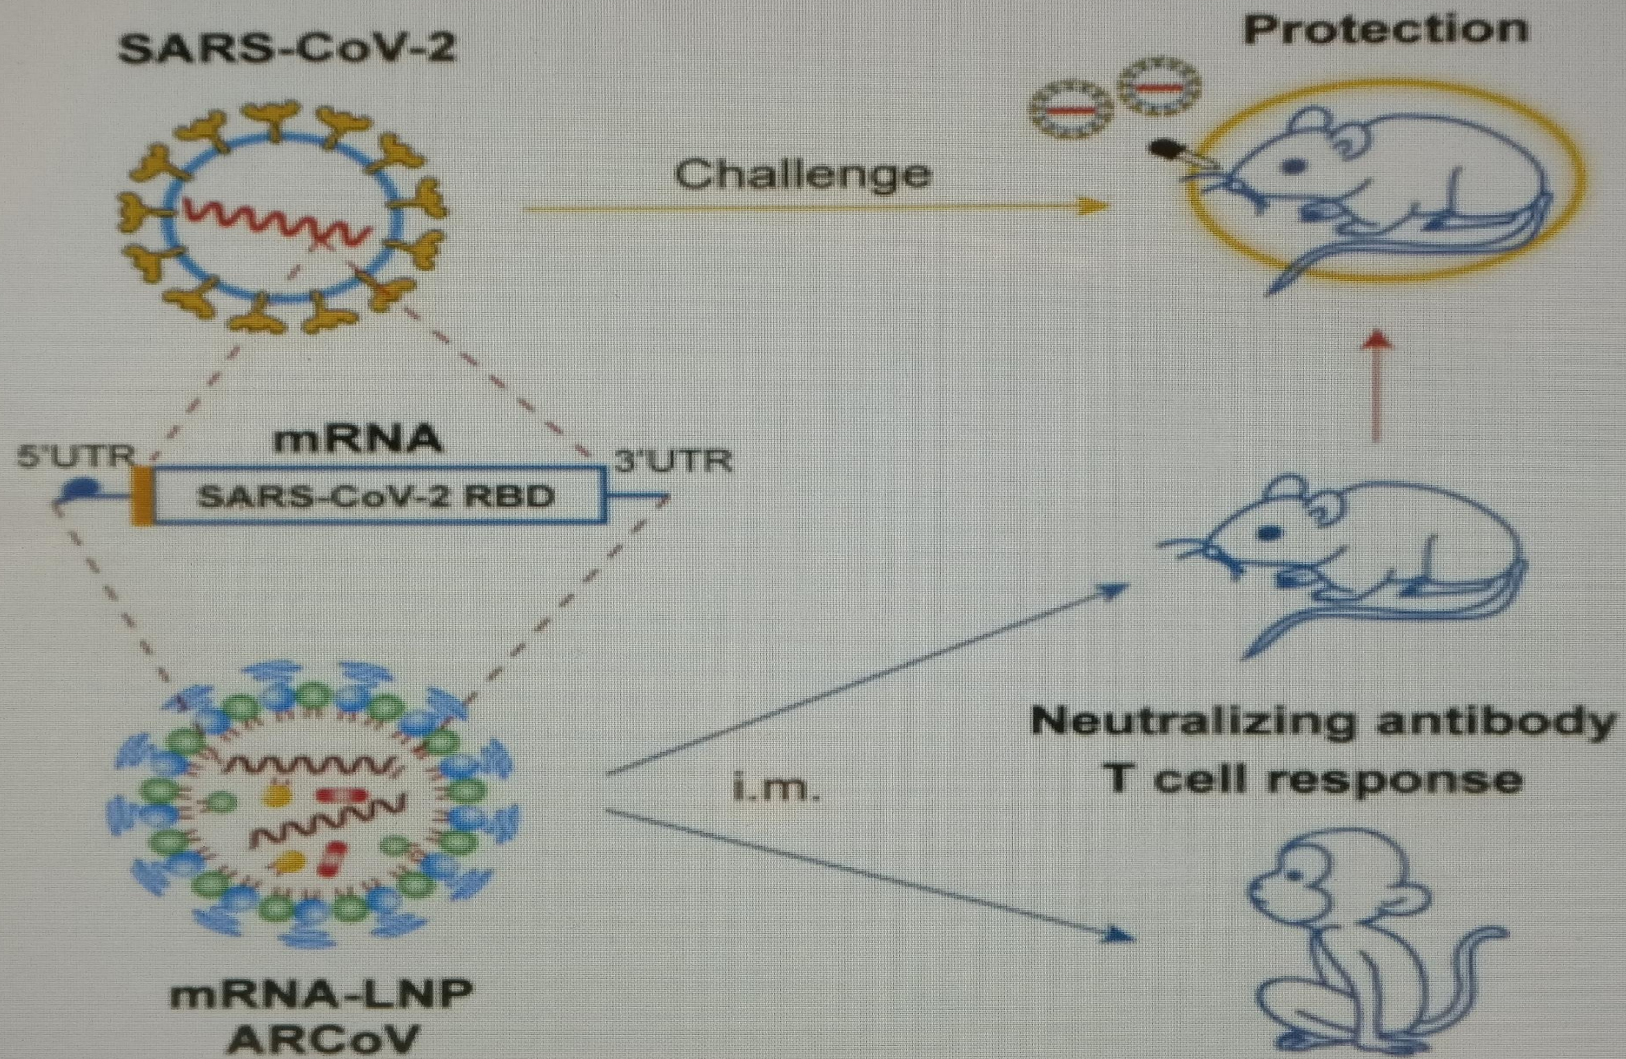 SARS-CoV-2
Protection
Challenge
mRNA
5'UTR
3'UTR
SARS-CoV-2 RBD
i.m.
Neutralizing antibody
T cell response
mRNA-LNP
ARCoV